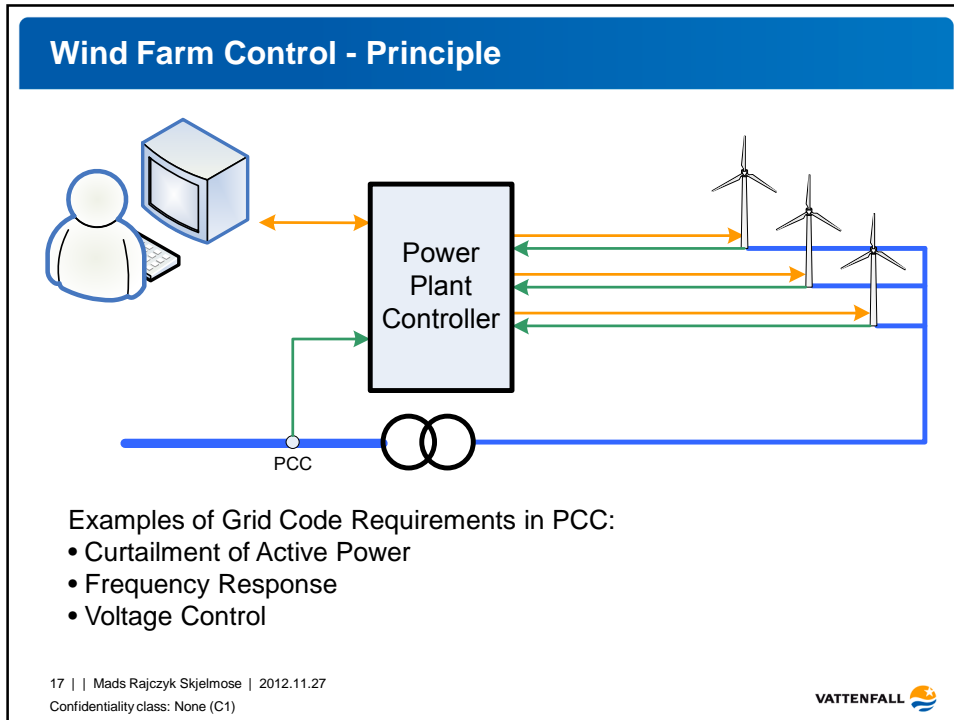 Wind Farm Control - Principle
Power
Plant
Controller
PCC
Examples of Grid Code Requirements in PCC:
• Curtailment of Active Power
• Frequency Response
• Voltage Control
17 | | Mads Rajczyk Skjelmose | 2012.11.27
Confidentiality class: None (C1)
VATTENFALL